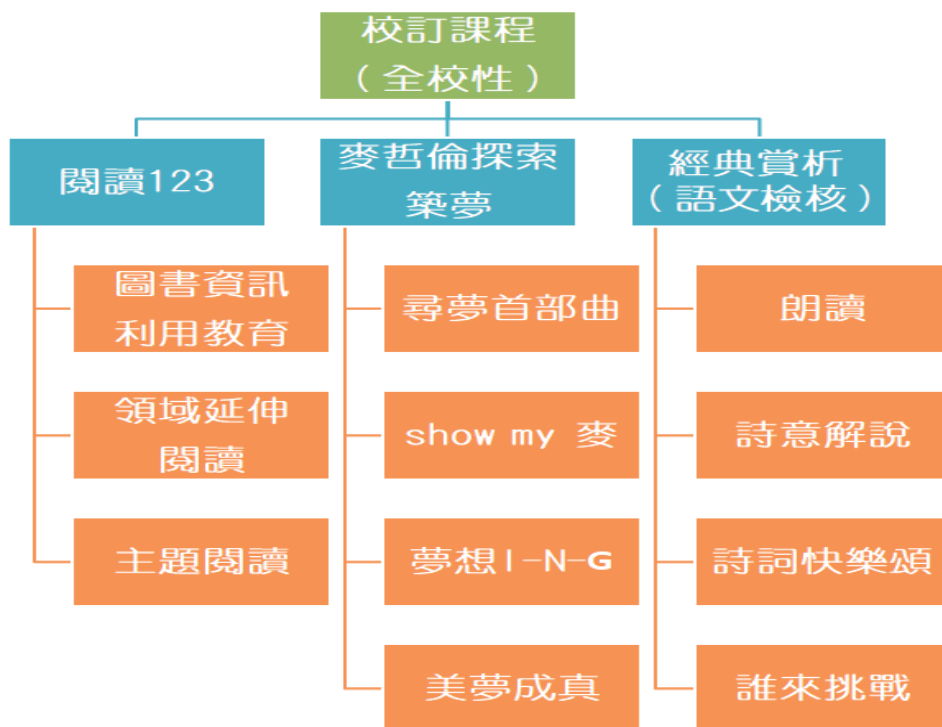 校訂課程
（全校性）
閱讀123
圖書資訊
利用教育
領域延伸
閱讀
主題閱讀
麥哲倫探索
築夢
尋夢首部曲
show my 麥
夢想I-N-G
美夢成真
經典賞析
（語文檢核）
朗讀
詩意解說
詩詞快樂頌
誰來挑戰